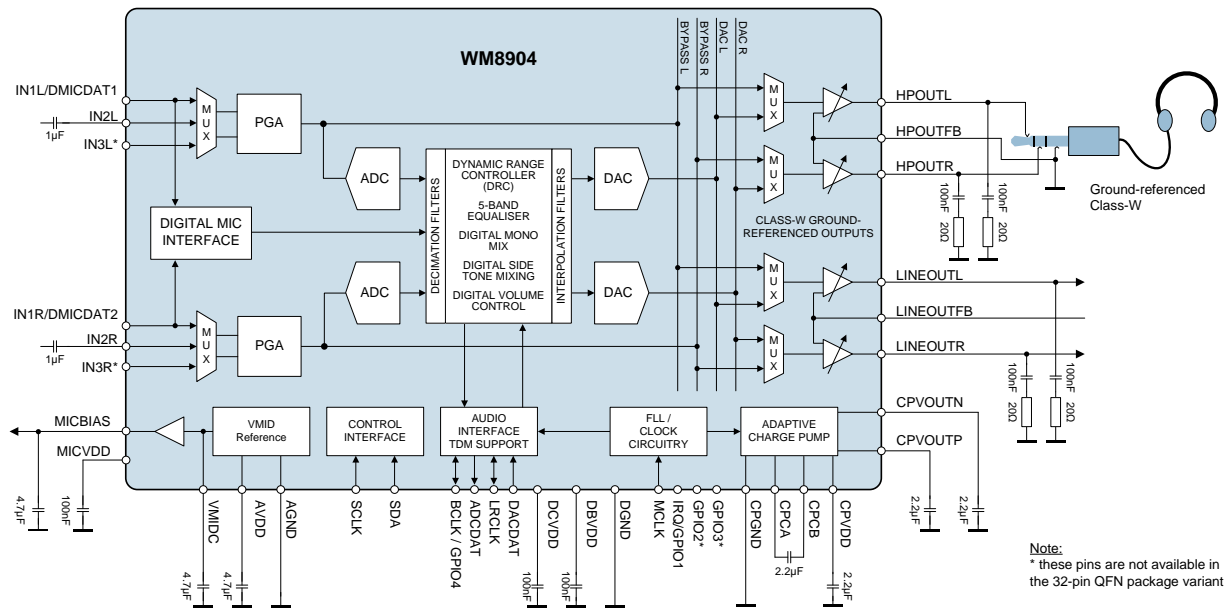 WM8904
BYPASS L
BYPASS R
DAC L
DAC R
IN1L/DMICDAT1
IN2L
1µF
IN3L*
MUX
PGA
ADC
DIGITAL MIC
INTERFACE
DECIMATION FILTERS
DYNAMIC RANGE
CONTROLLER
(DRC)
5-BAND
EQUALISER
DIGITAL MONO
MIX
DIGITAL SIDE
TONE MIXING
DIGITAL VOLUME
CONTROL
INTERPOLATION FILTERS
DAC
MUX
MUX
HPOUTL
HPOUTFB
HPOUTR
100nF
20Ω
100nF
20Ω
Ground-referenced
Class-W
CLASS-W GROUND-
REFERENCED OUTPUTS
IN1R/DMICDAT2
IN2R
1µF
IN3R*
MUX
PGA
ADC
DAC
MUX
MUX
LINEOUTL
LINEOUTFB
LINEOUTR
100nF
20Ω
100nF
20Ω
MICBIAS
MICVDD
4.7µF
100nF
VMID
Reference
CONTROL
INTERFACE
AUDIO
INTERFACE
TDM SUPPORT
FLL /
CLOCK
CIRCUITRY
ADAPTIVE
CHARGE PUMP
CPVOUTN
CPVOUTP
2.2µF
2.2µF
VMIDC
AVDD
AGND
SCLK
SDA
BCLK / GPIO4
ADCDAT
LRCLK
DACDAT
DCVDD
DBVDD
DGND
MCLK
IRQ/GPIO1
GPIO2*
GPIO3*
CPGND
CPCA
CPCB
CPVDD
4.7µF
4.7µF
100nF
100nF
2.2µF
2.2µF
Note:
* these pins are not available in
the 32-pin QFN package variant